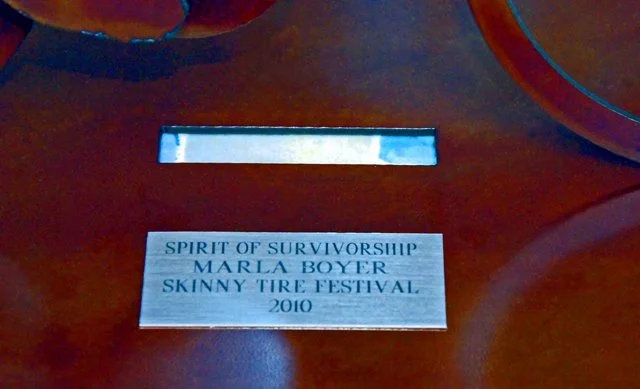 SPIRIT OF SURVIVORSHIP
MARLA BOYER
SKINNY TIRE FESTIVAL
2010